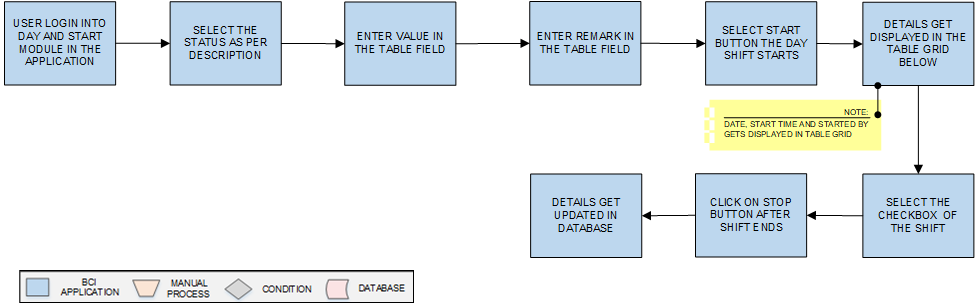 USER LOGIN INTO
DAY AND START
MODULE IN THE
APPLICATION
SELECT THE
STATUS AS PER
DESCRIPTION
ENTER VALUE IN
THE TABLE FIELD
ENTER REMARK IN
THE TABLE FIELD
SELECT START
BUTTON THE DAY
SHIFT STARTS
DETAILS GET
DISPLAYED IN THE
TABLE GRID
BELOW
NOTE:
DATE, START TIME AND STARTED BY
GETS DISPLAYED IN TABLE GRID
SELECT THE
CHECKBOX OF
THE SHIFT
CLICK ON STOP
BUTTON AFTER
SHIFT ENDS
DETAILS GET
UPDATED IN
DATABASE
BCI
APPLICATION
MANUAL
PROCESS
CONDITION
DATABASE